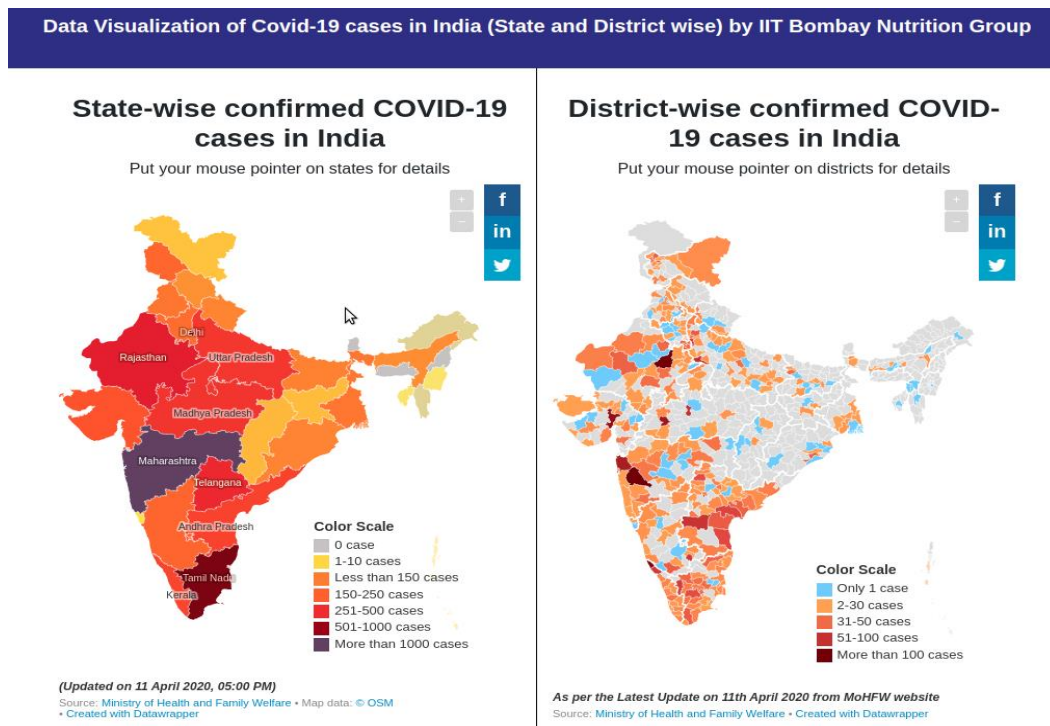 Data Visualization of Covid-19 cases in India (State and District wise) by IIT Bombay Nutrition Group
State-wise confirmed COVID-19
cases in India
Put your mouse pointer on states for details
+
−
f
in
Delhi
Rajasthan
Uttar Pradesh
Madhya Pradesh
Maharashtra
Telangana
Andhra Pradesh
Tamil Nadu
Kerala
Color Scale
0 case
1-10 cases
Less than 150 cases
150-250 cases
251-500 cases
501-1000 cases
More than 1000 cases
(Updated on 11 April 2020, 05:00 PM)
Source: Ministry of Health and Family Welfare • Map data: © OSM
• Created with Datawrapper
District-wise confirmed COVID-
19 cases in India
Put your mouse pointer on districts for details
+
−
f
in
Color Scale
Only 1 case
2-30 cases
31-50 cases
51-100 cases
More than 100 cases
As per the Latest Update on 11th April 2020 from MoHFW website
Source: Ministry of Health and Family Welfare • Created with Datawrapper